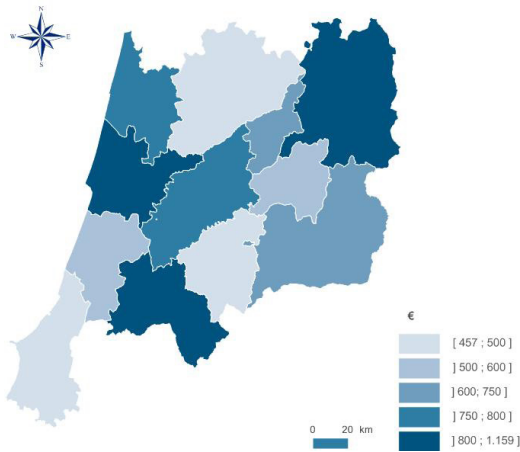 N
W E
S
€
[ 457 ; 500 ]
] 500 ; 600 ]
]600; 750 ]
] 750 ; 800 ]
] 800 ; 1.159 ]
0 20 km